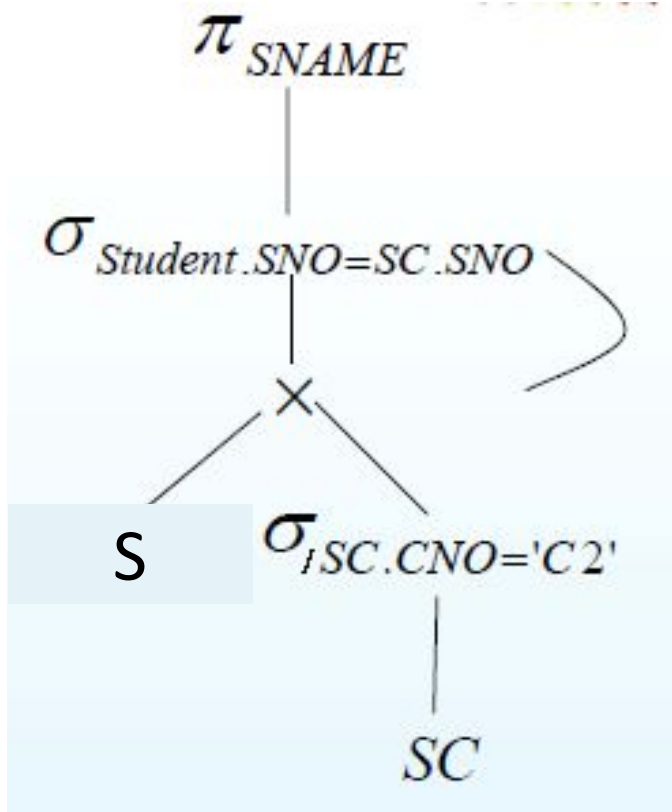 π SNAME
σ Student.SNO=SC.SNO
×
S σ SC.CNO='C2'
SC